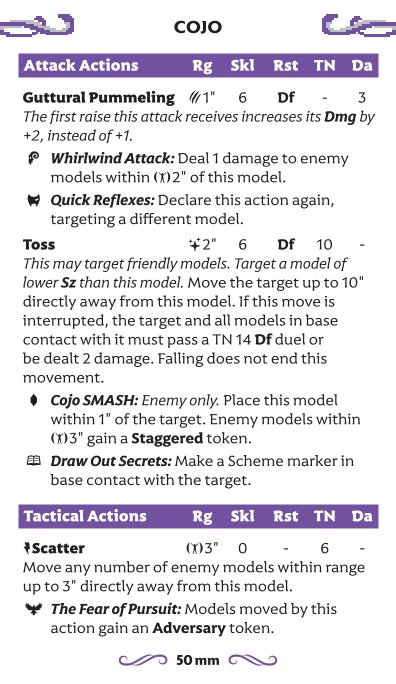 COJO
Attack Actions Rg Skl Rst TN Da
Guttural Pummeling 1" 6 Df - 3
The first raise this attack receives increases its Dmg by
+2, instead of +1.
Whirlwind Attack: Deal 1 damage to enemy
models within 2" of this model.
Quick Reflexes: Declare this action again,
targeting a different model.
Toss 2" 6 Df 10 -
This may target friendly models. Target a model of
lower Sz than this model. Move the target up to 10"
directly away from this model. If this move is
interrupted, the target and all models in base
contact with it must pass a TN 14 Df duel or
be dealt 2 damage. Falling does not end this
movement.
Cojo SMASH: Enemy only. Place this model
within 1" of the target. Enemy models within
3" gain a Staggered token.
Draw Out Secrets: Make a Scheme marker in
base contact with the target.
Tactical Actions Rg Skl Rst TN Da
Scatter 3" 0 - 6 -
Move any number of enemy models within range
up to 3" directly away from this model.
The Fear of Pursuit: Models moved by this
action gain an Adversary token.
50 mm